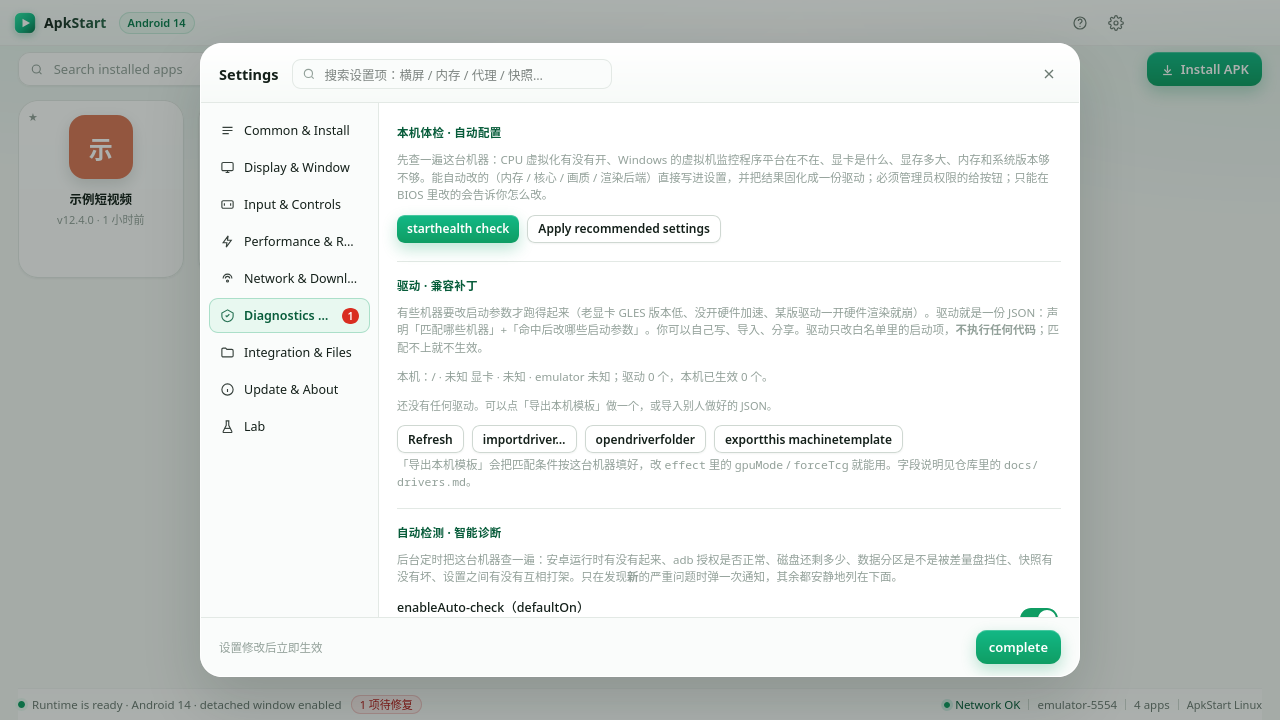 ApkStart
Android 14
Search installed apps
Install APK
示
示例短视频
v12.4.0 · 1 小时前
Settings
搜索设置项：横屏 / 内存 / 代理 / 快照...
Common & Install
Display & Window
Input & Controls
Performance & R...
Network & Downl...
Diagnostics ...
1
Integration & Files
Update & About
Lab
本机体检 · 自动配置
先查一遍这台机器：CPU 虚拟化有没有开、Windows 的虚拟机监控程序平台在不在、显卡是什么、显存多大、内存和系统版本够
不够。能自动改的（内存 / 核心 / 画质 / 渲染后端）直接写进设置，并把结果固化成一份驱动；必须管理员权限的给按钮；只能在
BIOS 里改的会告诉你怎么改。
starthealth check
Apply recommended settings
驱动 · 兼容补丁
有些机器要改启动参数才跑得起来（老显卡 GLES 版本低、没开硬件加速、某版驱动一开硬件渲染就崩）。驱动就是一份 JSON：声
明「匹配哪些机器」+「命中后改哪些启动参数」。你可以自己写、导入、分享。驱动只改白名单里的启动项，不执行任何代码；匹
配不上就不生效。
本机：/ · 未知 显卡 · 未知 · emulator 未知；驱动 0 个，本机已生效 0 个。
还没有任何驱动。可以点「导出本机模板」做一个，或导入别人做好的 JSON。
Refresh
importdriver...
opendriverfolder
exportthis machinetemplate
「导出本机模板」会把匹配条件按这台机器填好，改 effect 里的 gpuMode / forceTcg 就能用。字段说明见仓库里的 docs/
drivers.md。
自动检测 · 智能诊断
后台定时把这台机器查一遍：安卓运行时有没有起来、adb 授权是否正常、磁盘还剩多少、数据分区是不是被差量盘挡住、快照有
没有坏、设置之间有没有互相打架。只在发现新的严重问题时弹一次通知，其余都安静地列在下面。
enableAuto-check（defaultOn）
设置修改后立即生效
complete
Runtime is ready · Android 14 · detached window enabled
1 项待修复
Network OK
emulator-5554
4 apps
ApkStart Linux